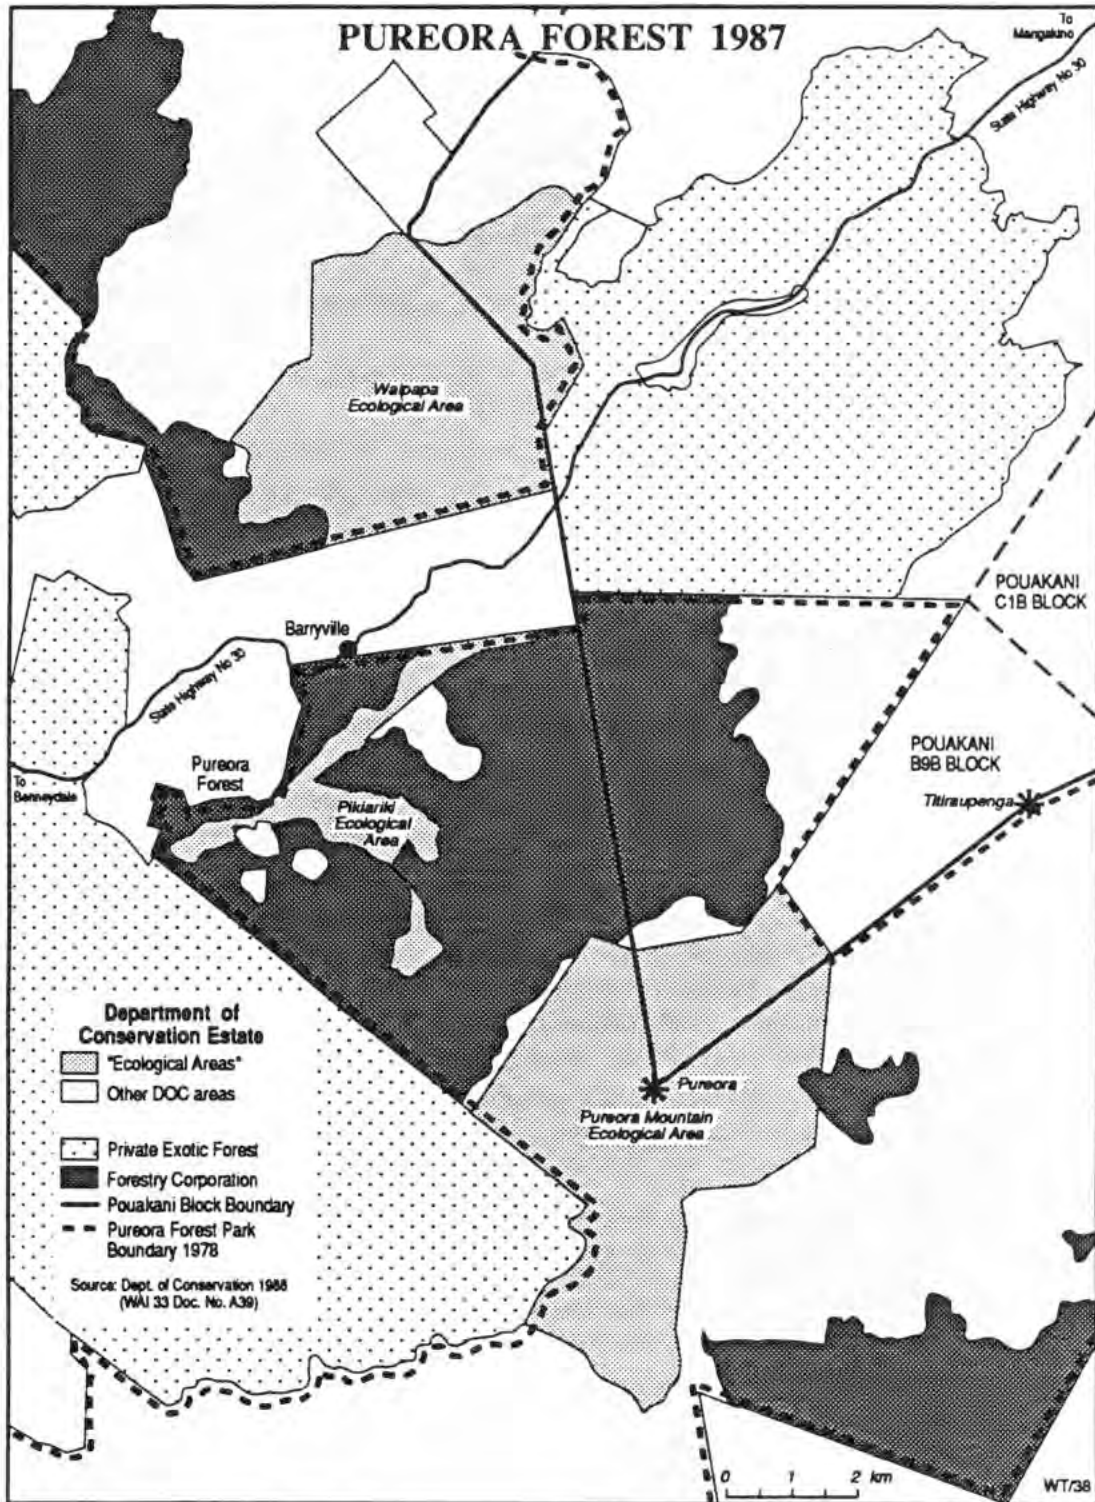 PUREORA FOREST 1987
To
Mangakino
State Highway No 30
Waipapa
Ecological Area
POUAKANI
C1B BLOCK
Barryville
State Highway No 30
POUAKANI
B9B BLOCK
Pureora
Forest
To
Benneydale
Titiraupenga
Pikiariki
Ecological
Area
Department of
Conservation Estate
"Ecological Areas"
Other DOC areas
Private Exotic Forest
Forestry Corporation
Pouakani Block Boundary
Pureora Forest Park
Boundary 1978
Source: Dept. of Conservation 1988
(WAI 33 Doc. No. A39)
Pureora
Pureora Mountain
Ecological Area
0 1 2 km
WT/38